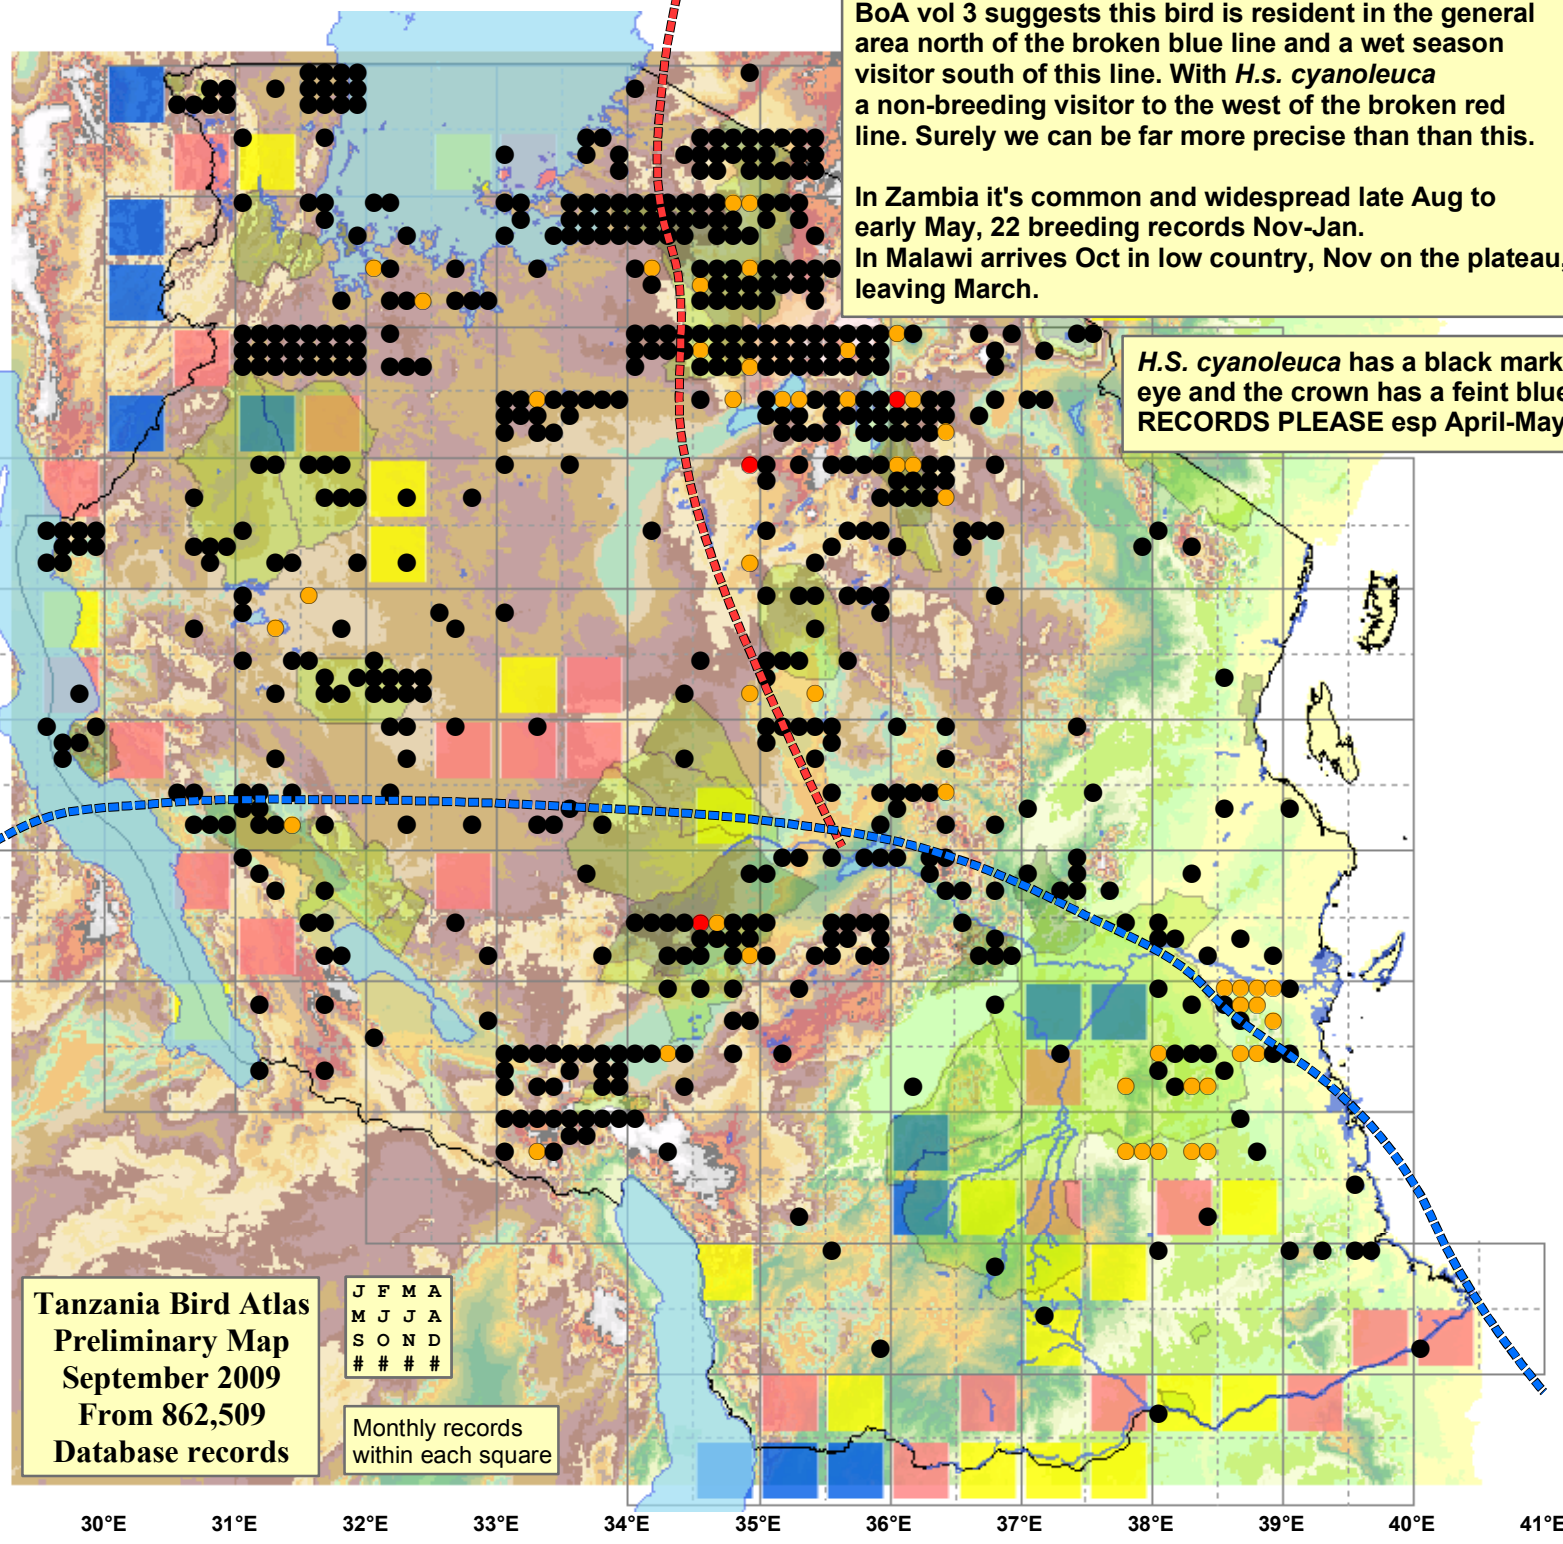 BoA vol 3 suggests this bird is resident in the general
area north of the broken blue line and a wet season
visitor south of this line. With H.s. cyanoleuca
a non-breeding visitor to the west of the broken red
line. Surely we can be far more precise than than this.
In Zambia it's common and widespread late Aug to
early May, 22 breeding records Nov-Jan.
In Malawi arrives Oct in low country, Nov on the plateau,
leaving March.
H.S. cyanoleuca has a black mark
eye and the crown has a feint blue
RECORDS PLEASE esp April-May
Tanzania Bird Atlas
Preliminary Map
September 2009
From 862,509
Database records
J F M A
M J J A
S O N D
# # # #
Monthly records
within each square
30°E 31°E 32°E 33°E 34°E 35°E 36°E 37°E 38°E 39°E 40°E 41°E